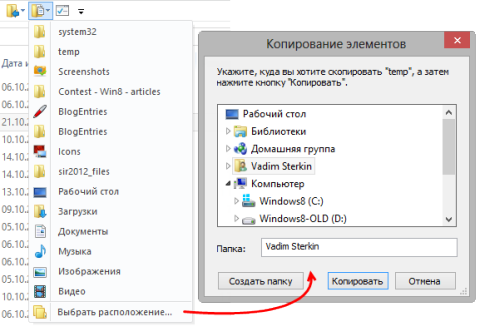 Дата и
06.10.
06.10.
21.10..
10.10.
14.10.
14.10.
13.10.
09.10.
05.10.
06.10.
06.10.
05.10.
10.10.
06.10.
system32
temp
Screenshots
Contest - Win8 - articles
BlogEntries
BlogEntries
Icons
sir2012_files
Рабочий стол
Загрузки
Документы
Музыка
Изображения
Видео
Выбрать расположение...
Копирование элементов
Укажите, куда вы хотите скопировать "temp", а затем
нажмите кнопку "Копировать".
Рабочий стол
Библиотеки
Домашняя группа
Vadim Sterkin
Компьютер
Windows8 (C:)
Windows8-OLD (D:)
Папка: Vadim Sterkin
Создать папку Копировать Отмена